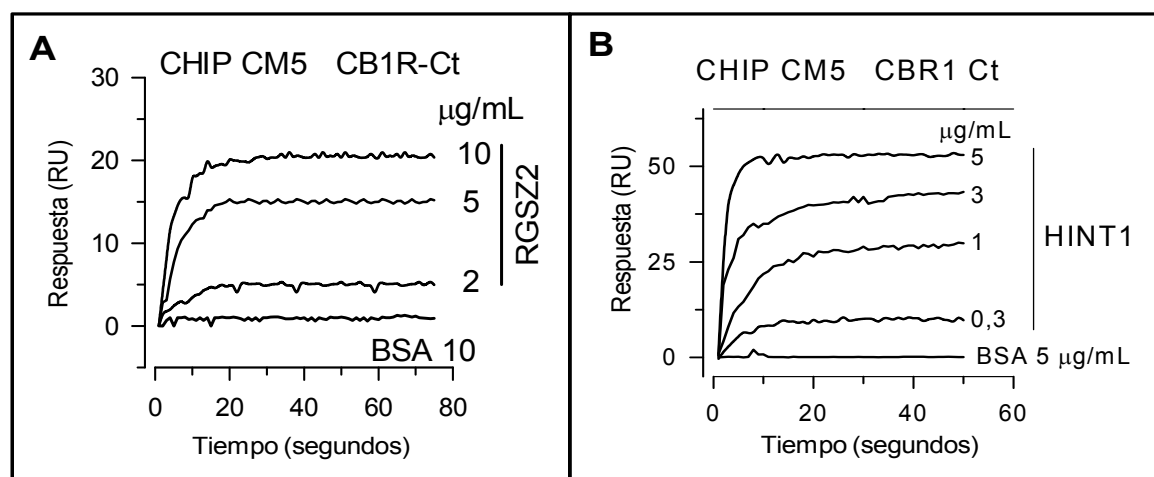 A
CHIP CM5 CB1R-Ct
µg/mL
30
20
10
0
10
5
2
RGSZ2
BSA 10
Respuesta (RU)
0 20 40 60 80
Tiempo (segundos)
B
CHIP CM5 CBR1 Ct
µg/mL
50
25
0
5
3
1
0,3
HINT1
BSA 5 µg/mL
Respuesta (RU)
0 20 40 60
Tiempo (segundos)